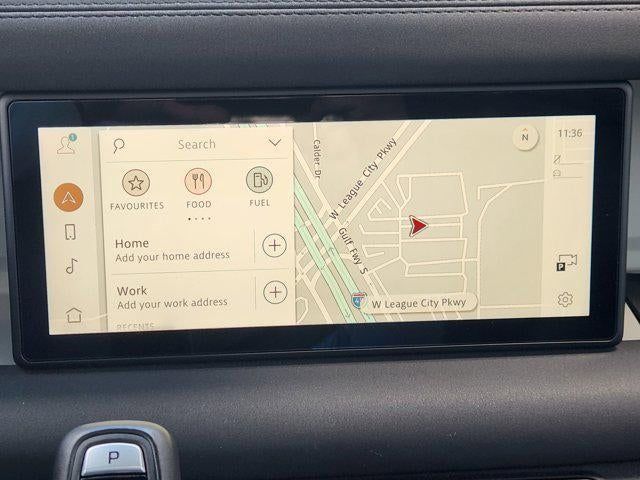 Search
11:36
N
Calder Dr
W League City Pkwy
FAVOURITES
FOOD
FUEL
Gulf Fwy S
Home
Add your home address
Work
Add your work address
W League City Pkwy
RECENTS
P
P